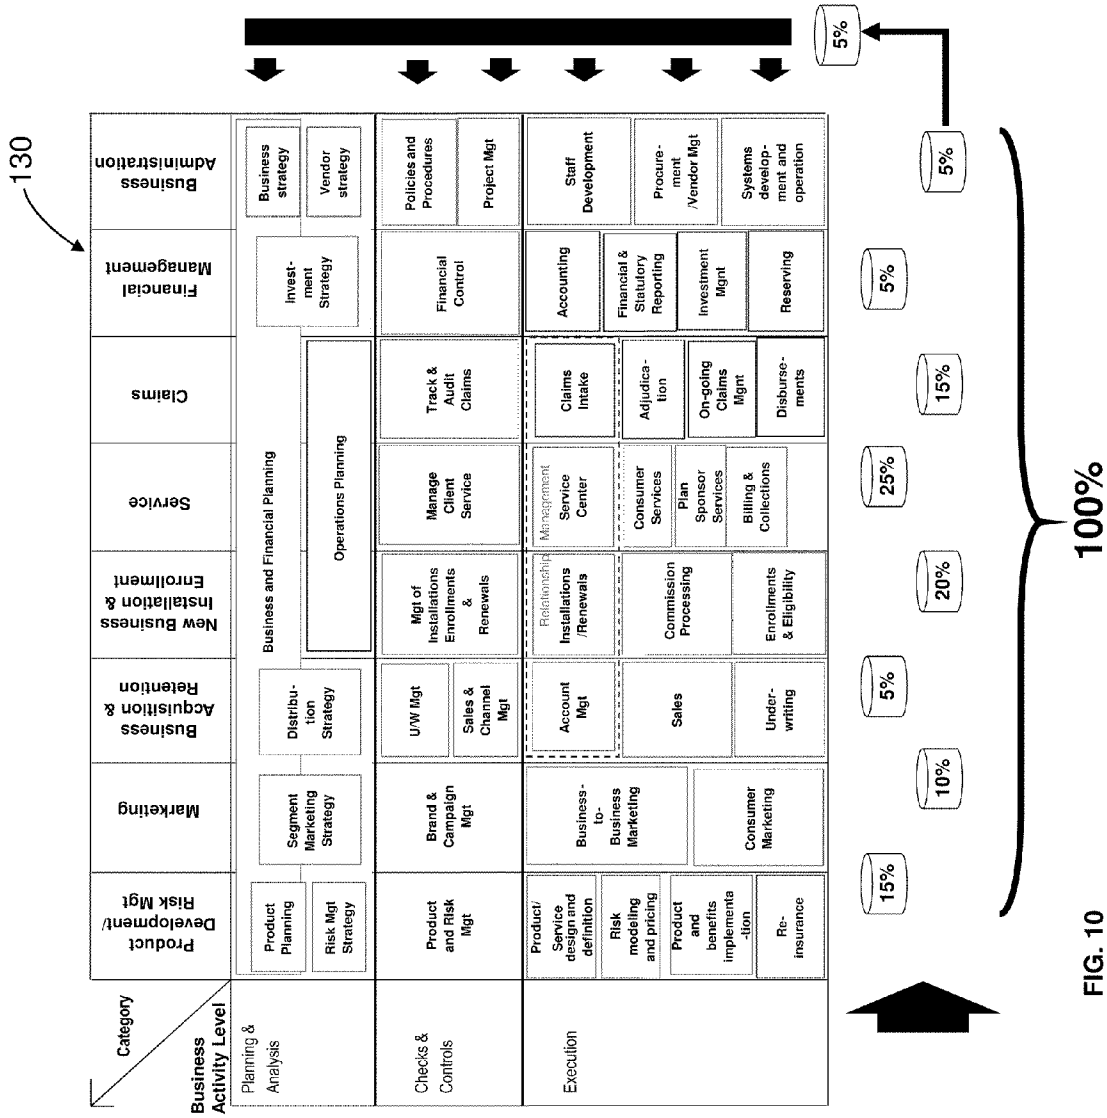 130
Category
Business
Activity Level
Product
Development/
Risk Mgt
Marketing
Business
Acquisition &
Retention
New Business
Installation &
Enrollment
Service
Claims
Financial
Management
Business
Administration
Planning &
Analysis
Business and Financial Planning
Operations Planning
Product
Planning
Risk Mgt
Strategy
Segment
Marketing
Strategy
Distribu-
tion
Strategy
Invest-
ment
Strategy
Business
strategy
Vendor
strategy
Checks &
Controls
Product
and Risk
Mgt
Brand &
Campaign
Mgt
U/W Mgt
Sales &
Channel
Mgt
Mgt of
Installations
Enrollments
&
Renewals
Manage
Client
Service
Track &
Audit
Claims
Financial
Control
Policies and
Procedures
Project Mgt
Execution
Product/
Service
design and
definition
Risk
modeling
and pricing
Product
and
benefits
implementa
-tion
Re-
insurance
Business-
to-
Business
Marketing
Consumer
Marketing
Relationship Management
Account
Mgt
Sales
Under-
writing
Installations
/Renewals
Commission
Processing
Enrollments
& Eligibility
Service
Center
Consumer
Services
Plan
Sponsor
Services
Billing &
Collections
Claims
Intake
Adjudica-
tion
On-going
Claims
Mgnt
Disburse-
ments
Accounting
Financial &
Statutory
Reporting
Investment
Mgnt
Reserving
Staff
Development
Procure-
ment
/Vendor Mgt
Systems
develop-
ment and
operation
15%
10%
5%
20%
25%
15%
5%
5%
5%
100%
FIG. 10